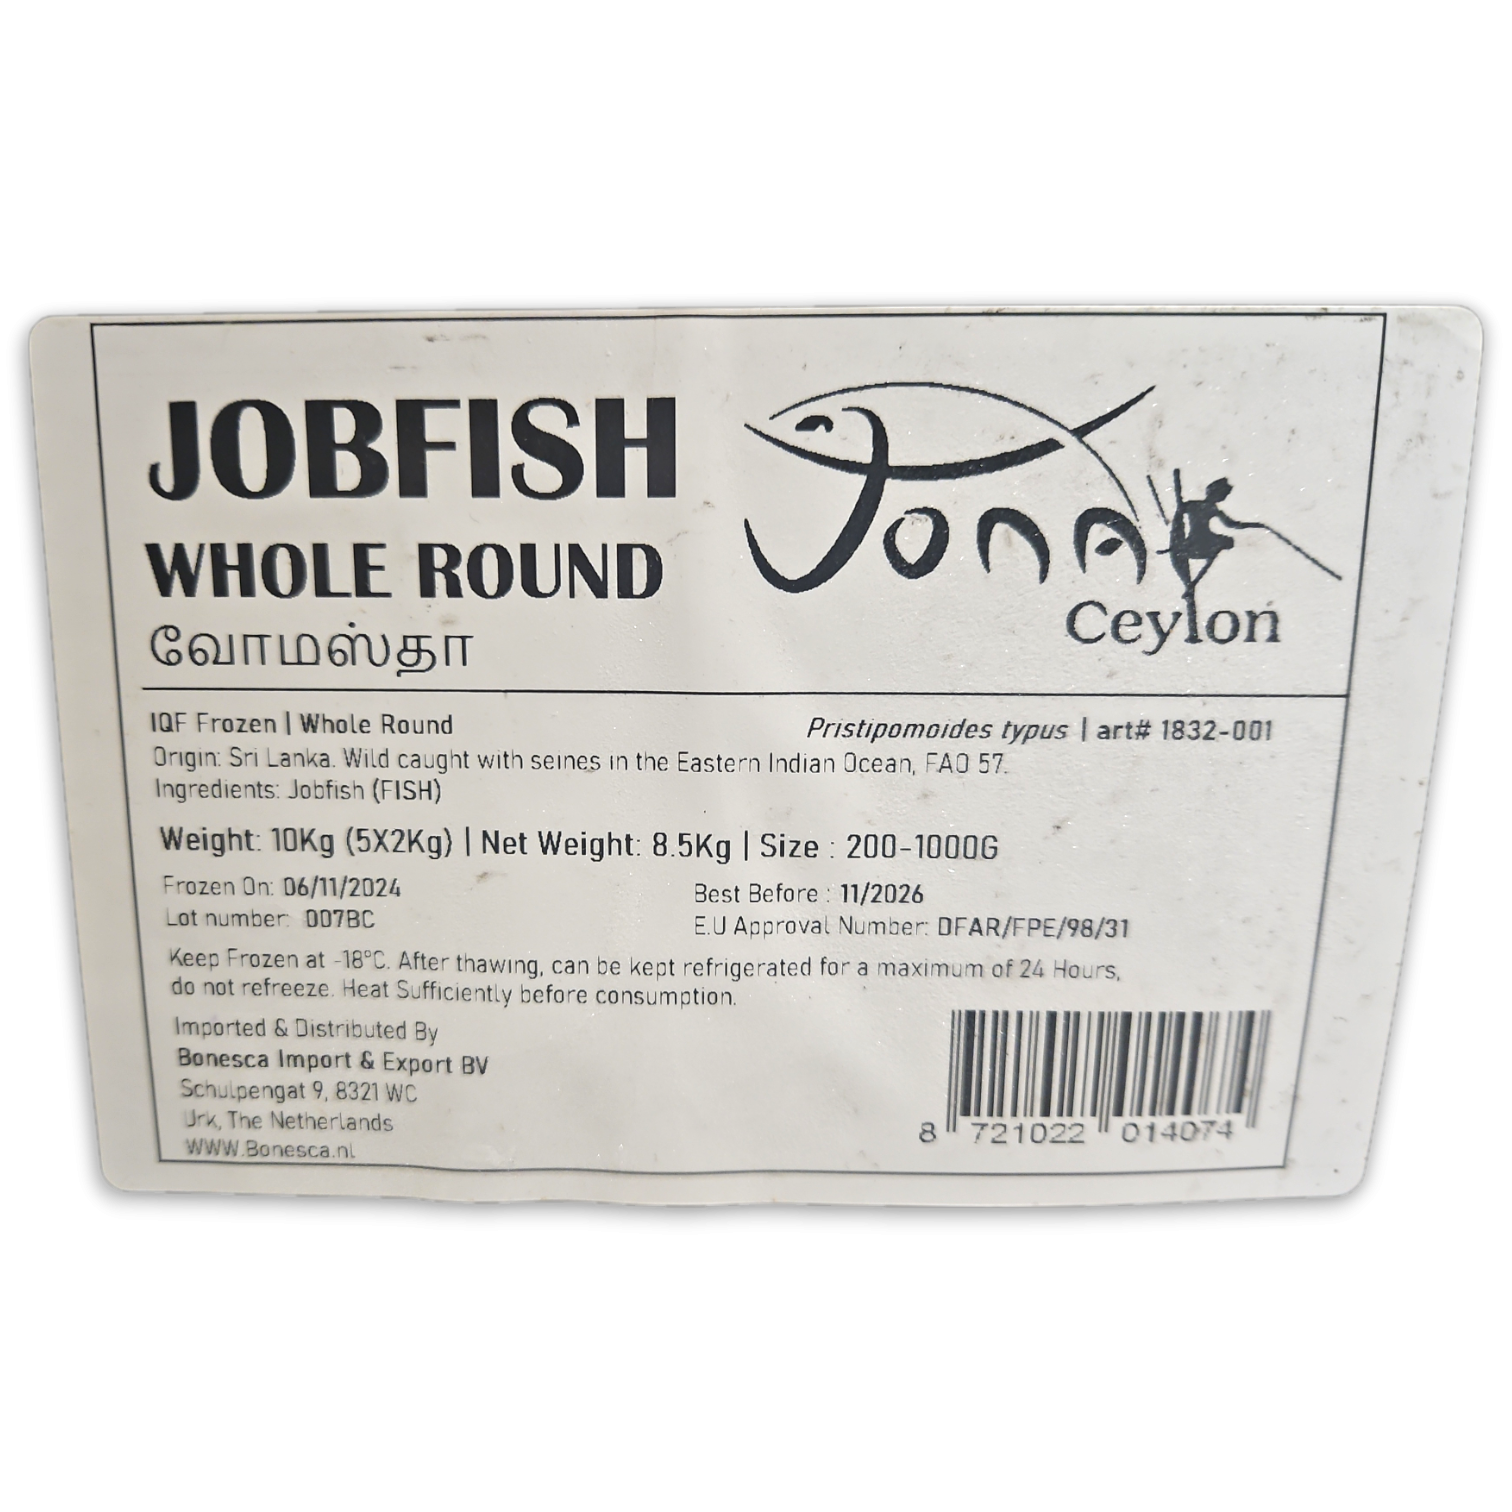 JOBFISH
WHOLE ROUND
வோமஸ்தா
Jona
Ceylon
IQF Frozen | Whole Round
Pristipomoides typus | art# 1832-001
Origin: Sri Lanka. Wild caught with seines in the Eastern Indian Ocean, FAO 57.
Ingredients: Jobfish (FISH)
Weight: 10Kg (5X2Kg) | Net Weight: 8.5Kg | Size : 200-1000G
Frozen On: 06/11/2024
Best Before : 11/2026
Lot number: 007BC
E.U Approval Number: DFAR/FPE/98/31
Keep Frozen at -18°C. After thawing, can be kept refrigerated for a maximum of 24 Hours,
do not refreeze. Heat Sufficiently before consumption.
Imported & Distributed By
Bonesca Import & Export BV
Schulpengat 9, 8321 WC
Urk, The Netherlands
WWW.Bonesca.nl
8 721022 014074